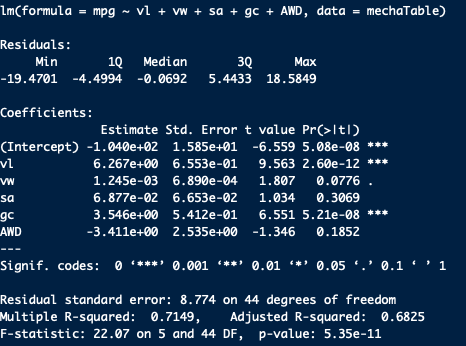 lm(formula = mpg ~ vl + vw + sa + gc + AWD, data = mechaTable)
Residuals:
Min 1Q Median 3Q Max
-19.4701 -4.4994 -0.0692 5.4433 18.5849
Coefficients:
Estimate Std. Error t value Pr(>|t|)
(Intercept) -1.040e+02 1.585e+01 -6.559 5.08e-08 ***
vl 6.267e+00 6.553e-01 9.563 2.60e-12 ***
vw 1.245e-03 6.890e-04 1.807 0.0776 .
sa 6.877e-02 6.653e-02 1.034 0.3069
gc 3.546e+00 5.412e-01 6.551 5.21e-08 ***
AWD -3.411e+00 2.535e+00 -1.346 0.1852
---
Signif. codes: 0 ‘***’ 0.001 ‘**’ 0.01 ‘*’ 0.05 ‘.’ 0.1 ‘ ’ 1
Residual standard error: 8.774 on 44 degrees of freedom
Multiple R-squared: 0.7149, Adjusted R-squared: 0.6825
F-statistic: 22.07 on 5 and 44 DF, p-value: 5.35e-11